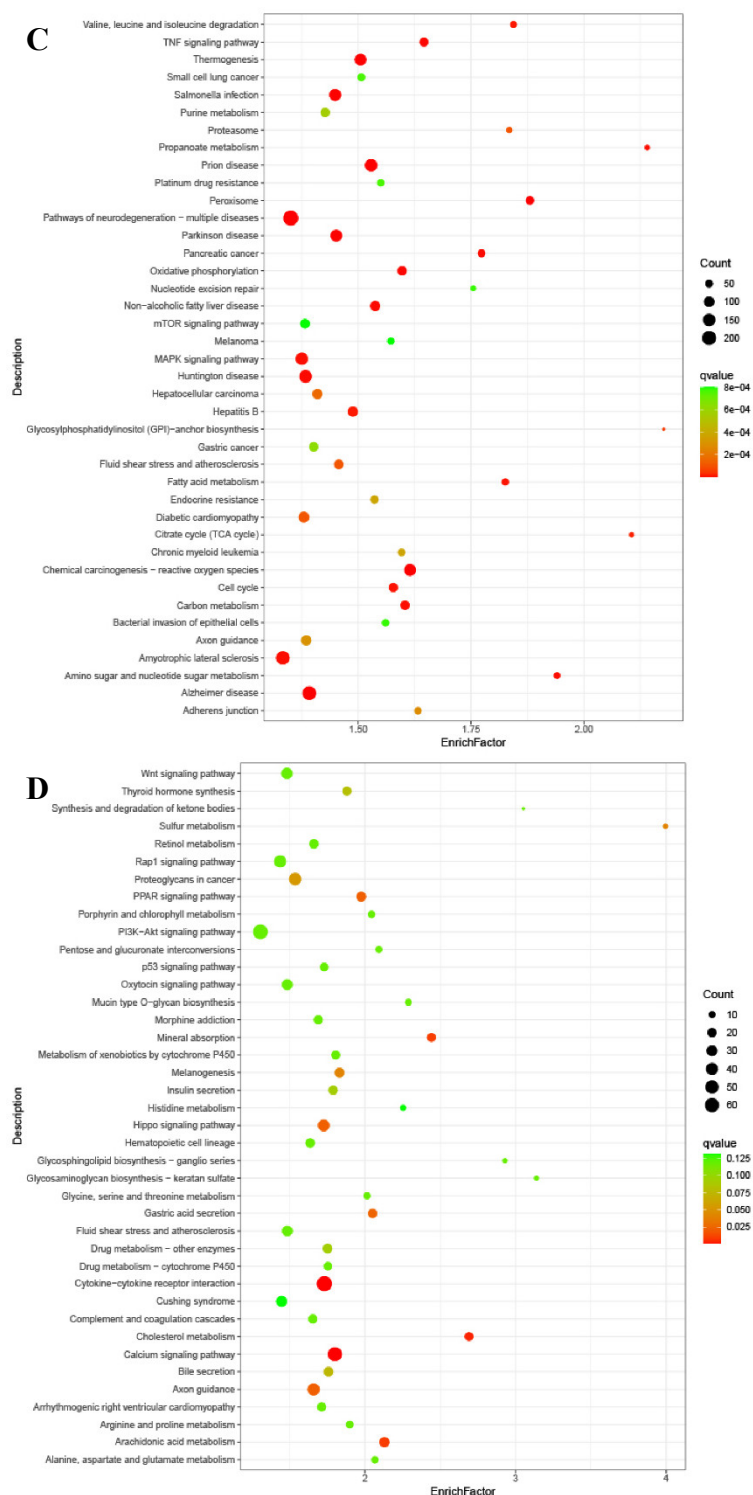 C
Valine, leucine and isoleucine degradation
TNF signaling pathway
Thermogenesis
Small cell lung cancer
Salmonella infection
Purine metabolism
Proteasome
Propanoate metabolism
Prion disease
Platinum drug resistance
Peroxisome
Pathways of neurodegeneration − multiple diseases
Parkinson disease
Pancreatic cancer
Oxidative phosphorylation
Nucleotide excision repair
Non−alcoholic fatty liver disease
mTOR signaling pathway
Melanoma
MAPK signaling pathway
Huntington disease
Hepatocellular carcinoma
Hepatitis B
Glycosylphosphatidylinositol (GPI)−anchor biosynthesis
Gastric cancer
Fluid shear stress and atherosclerosis
Fatty acid metabolism
Endocrine resistance
Diabetic cardiomyopathy
Citrate cycle (TCA cycle)
Chronic myeloid leukemia
Chemical carcinogenesis − reactive oxygen species
Cell cycle
Carbon metabolism
Bacterial invasion of epithelial cells
Axon guidance
Amyotrophic lateral sclerosis
Amino sugar and nucleotide sugar metabolism
Alzheimer disease
Adherens junction
Description
1.50 1.75 2.00
EnrichFactor
Count
50
100
150
200
qvalue
8e−04
6e−04
4e−04
2e−04
D
Wnt signaling pathway
Thyroid hormone synthesis
Synthesis and degradation of ketone bodies
Sulfur metabolism
Retinol metabolism
Rap1 signaling pathway
Proteoglycans in cancer
PPAR signaling pathway
Porphyrin and chlorophyll metabolism
PI3K−Akt signaling pathway
Pentose and glucuronate interconversions
p53 signaling pathway
Oxytocin signaling pathway
Mucin type O−glycan biosynthesis
Morphine addiction
Mineral absorption
Metabolism of xenobiotics by cytochrome P450
Melanogenesis
Insulin secretion
Histidine metabolism
Hippo signaling pathway
Hematopoietic cell lineage
Glycosphingolipid biosynthesis − ganglio series
Glycosaminoglycan biosynthesis − keratan sulfate
Glycine, serine and threonine metabolism
Gastric acid secretion
Fluid shear stress and atherosclerosis
Drug metabolism − other enzymes
Drug metabolism − cytochrome P450
Cytokine−cytokine receptor interaction
Cushing syndrome
Complement and coagulation cascades
Cholesterol metabolism
Calcium signaling pathway
Bile secretion
Axon guidance
Arrhythmogenic right ventricular cardiomyopathy
Arginine and proline metabolism
Arachidonic acid metabolism
Alanine, aspartate and glutamate metabolism
Description
2 3 4
EnrichFactor
Count
10
20
30
40
50
60
qvalue
0.125
0.100
0.075
0.050
0.025